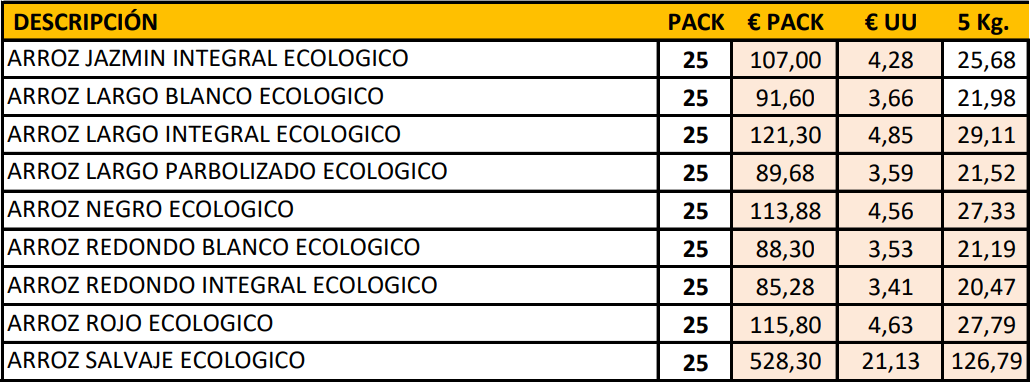 DESCRIPCIÓN PACK € PACK € UU 5 Kg.
ARROZ JAZMIN INTEGRAL ECOLOGICO 25 107,00 4,28 25,68
ARROZ LARGO BLANCO ECOLOGICO 25 91,60 3,66 21,98
ARROZ LARGO INTEGRAL ECOLOGICO 25 121,30 4,85 29,11
ARROZ LARGO PARBOLIZADO ECOLOGICO 25 89,68 3,59 21,52
ARROZ NEGRO ECOLOGICO 25 113,88 4,56 27,33
ARROZ REDONDO BLANCO ECOLOGICO 25 88,30 3,53 21,19
ARROZ REDONDO INTEGRAL ECOLOGICO 25 85,28 3,41 20,47
ARROZ ROJO ECOLOGICO 25 115,80 4,63 27,79
ARROZ SALVAJE ECOLOGICO 25 528,30 21,13 126,79